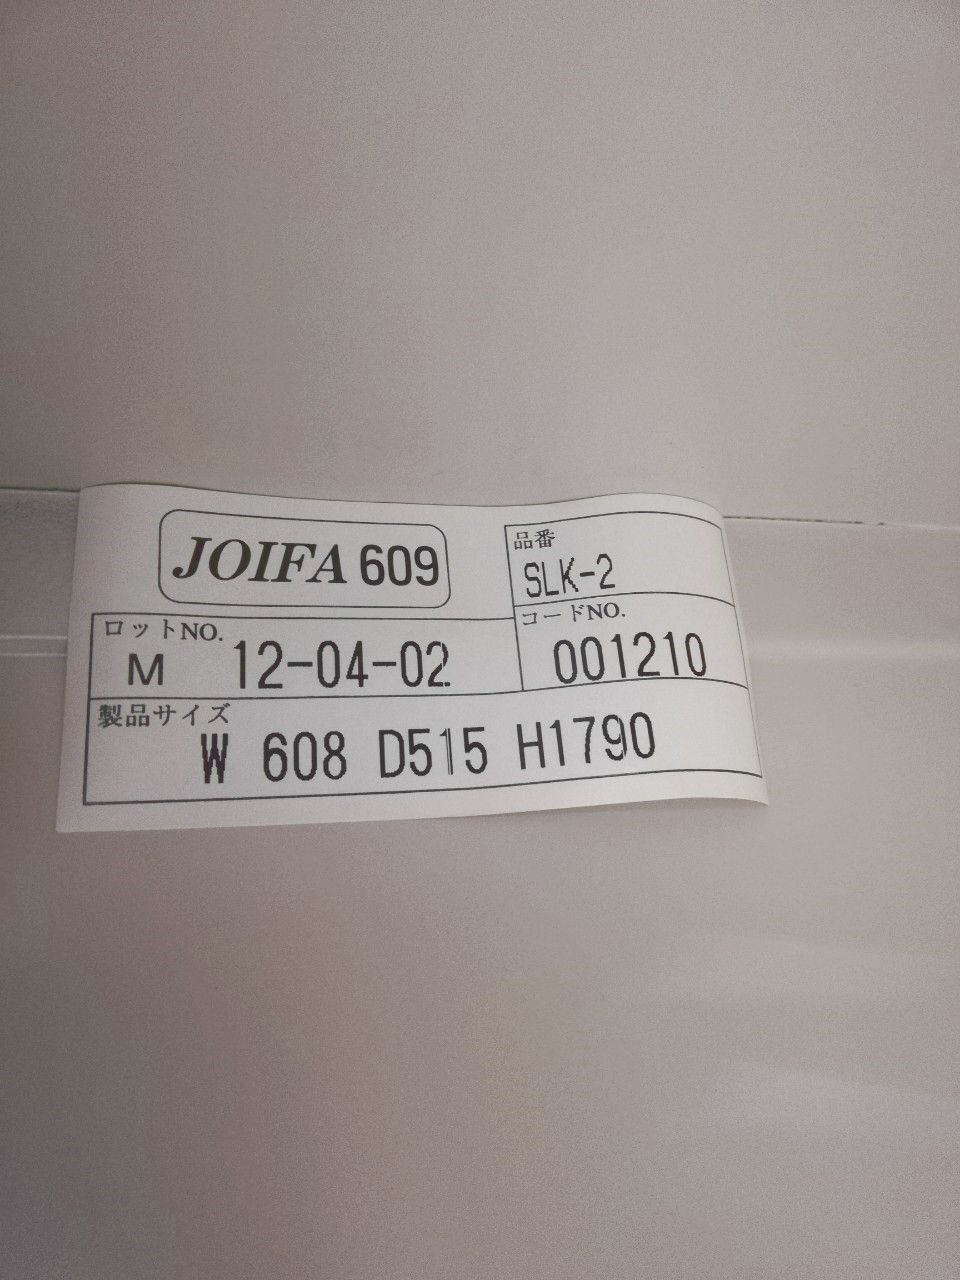 JOIFA 609
品番
SLK-2
ロットNO.
M 12-04-02
コードNO.
001210
製品サイズ
W 608 D515 H1790